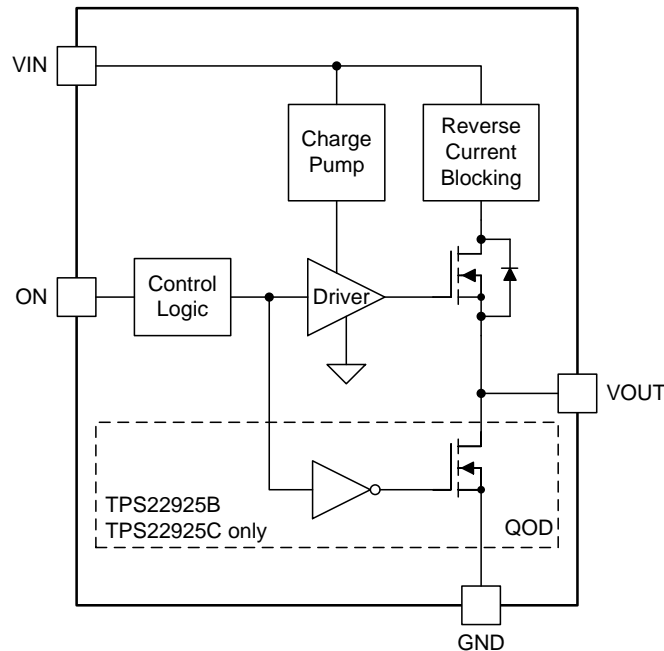 VIN
Charge
Pump
Reverse
Current
Blocking
ON
Control
Logic
Driver
VOUT
TPS22925B
TPS22925C only
QOD
GND